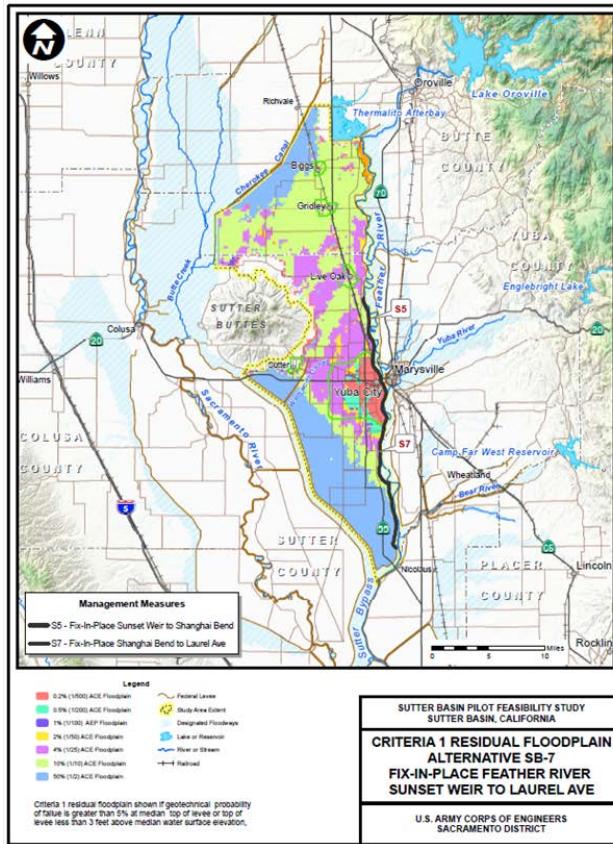 N
GLENN
COUNTY
Willows
Richvale
Oroville
Lake Oroville
Thermalito Afterbay
BUTTE
COUNTY
Cherokee Canal
Biggs
70
Gridley
Feather River
YUBA
COUNTY
Butte Creek
Live Oak
Englebright Lake
SUTTER
BUTTES
S5
Yuba River
20
Colusa
20
Sutter
Marysville
Williams
Yuba City
Sacramento River
S7
Camp Far West Reservoir
COLUSA
COUNTY
Wheatland
Bear River
5
SUTTER
COUNTY
99
65
Nicolaus
PLACER
COUNTY
Lincoln
Sutter Bypass
Rocklin
Management Measures
S5 - Fix-In-Place Sunset Weir to Shanghai Bend
S7 - Fix-In-Place Shanghai Bend to Laurel Ave
0 5 10
Miles
Legend
0.2% (1/500) ACE Floodplain
0.5% (1/200) ACE Floodplain
1% (1/100) AEP Floodplain
2% (1/50) ACE Floodplain
4% (1/25) ACE Floodplain
10% (1/10) ACE Floodplain
50% (1/2) ACE Floodplain
Federal Levee
Study Area Extent
Designated Floodways
Lake or Reservoir
River or Stream
Railroad
Criteria 1 residual floodplain shown if geotechnical probability
of failure is greater than 5% at median top of levee or top of
levee less than 3 feet above median water surface elevation,
SUTTER BASIN PILOT FEASIBILITY STUDY
SUTTER BASIN, CALIFORNIA
CRITERIA 1 RESIDUAL FLOODPLAIN
ALTERNATIVE SB-7
FIX-IN-PLACE FEATHER RIVER
SUNSET WEIR TO LAUREL AVE
U.S. ARMY CORPS OF ENGINEERS
SACRAMENTO DISTRICT